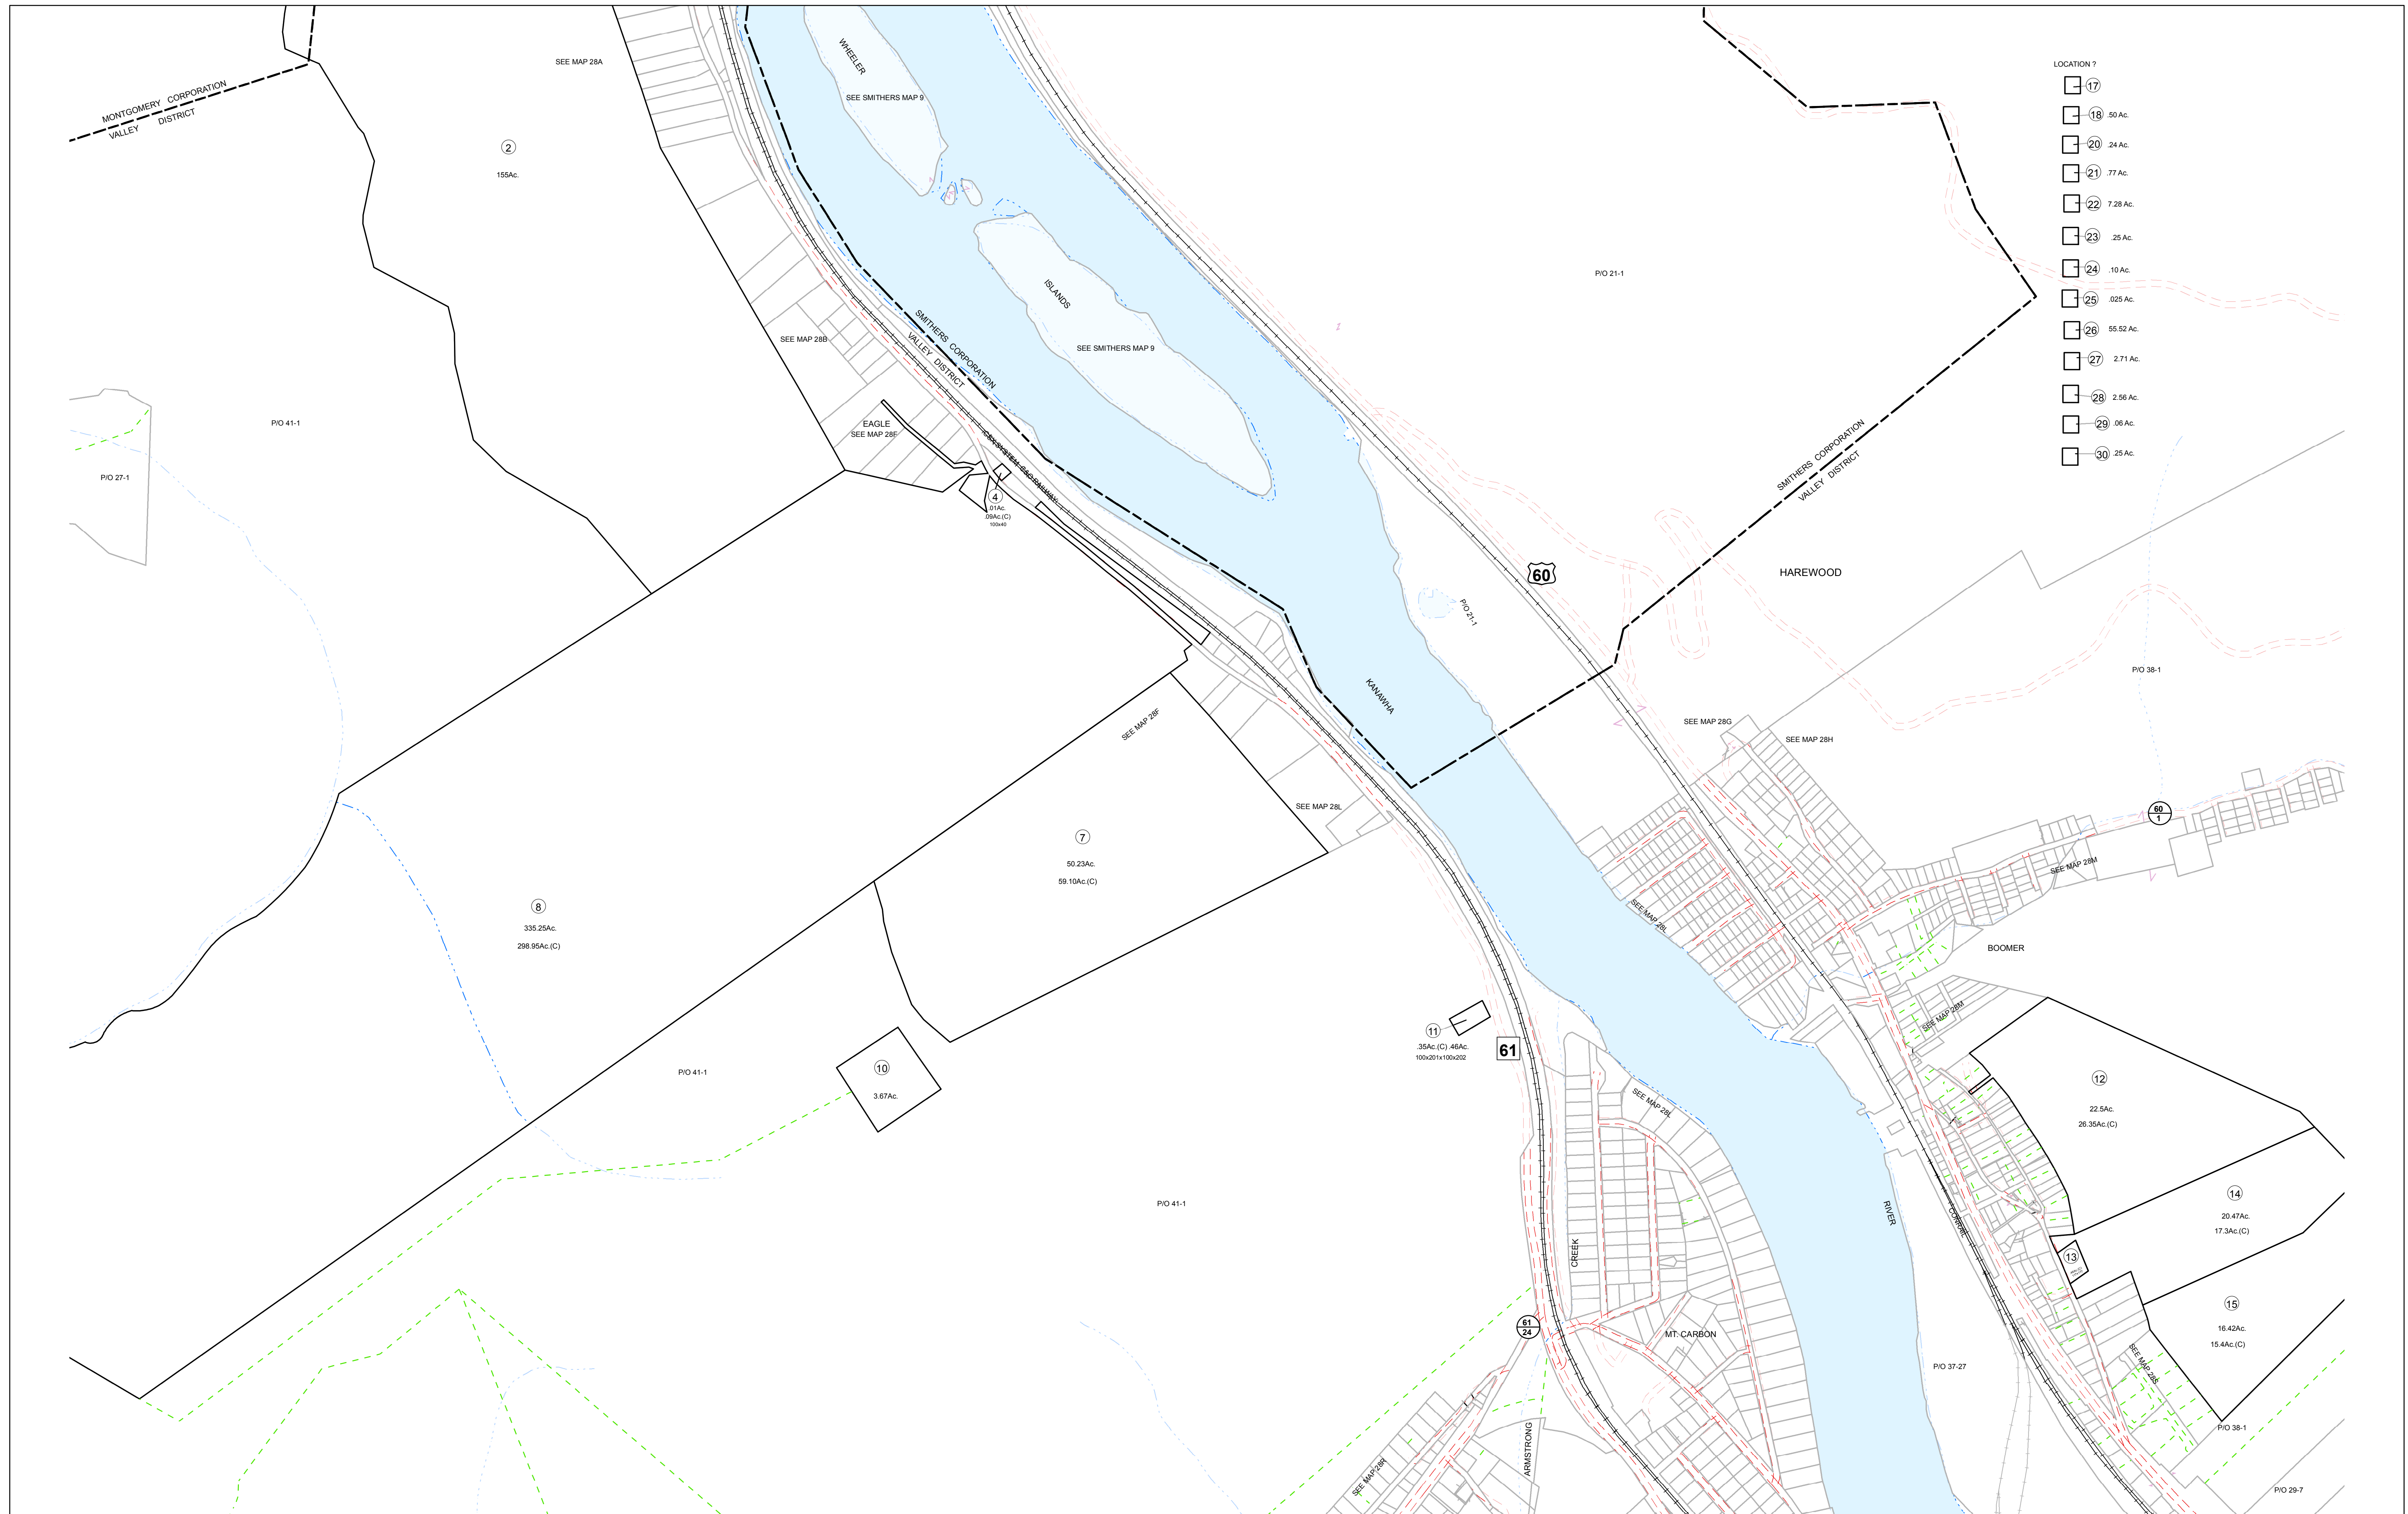 MONTGOMERY CORPORATION
VALLEY DISTRICT
SEE MAP 28A
2
155Ac.
WHEELER
SEE SMITHERS MAP 9
ISLANDS
SEE SMITHERS MAP 9
P/O 21-1
LOCATION ?
17
18 .50 Ac.
20 .24 Ac.
21 .77 Ac.
22 7.28 Ac.
23 .25 Ac.
24 .10 Ac.
25 .025 Ac.
26 55.52 Ac.
27 2.71 Ac.
28 2.56 Ac.
29 .06 Ac.
30 .25 Ac.
SMITHERS CORPORATION
VALLEY DISTRICT
SEE MAP 28B
P/O 41-1
P/O 27-1
EAGLE
SEE MAP 28F
RAILWAY
4
.01Ac.
.09Ac.(C)
100x40
SMITHERS CORPORATION
VALLEY DISTRICT
60
HAREWOOD
P/O 21-1
KANAWHA
P/O 38-1
SEE MAP 28F
SEE MAP 28G
SEE MAP 28H
SEE MAP 28L
60
1
SEE MAP 28M
7
50.23Ac.
59.10Ac.(C)
8
335.25Ac.
298.95Ac.(C)
SEE MAP 28L
BOOMER
SEE MAP 28M
11
.35Ac.(C) .46Ac.
100x201x100x202
61
10
3.67Ac.
P/O 41-1
SEE MAP 28L
12
22.5Ac.
26.35Ac.(C)
P/O 41-1
14
20.47Ac.
17.3Ac.(C)
RIVER
CONRAIL
CREEK
13
15
16.42Ac.
15.4Ac.(C)
61
24
MT. CARBON
P/O 37-27
SEE MAP 28S
P/O 38-1
ARMSTRONG
SEE MAP 28R
P/O 29-7